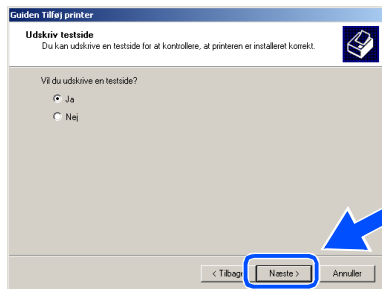 Guiden Tilføj printer
Udskriv testside
Du kan udskrive en testside for at kontrollere, at printeren er installeret korrekt.
Vil du udskrive en testside?
Ja
Nej
< Tilbage
Næste >
Annuller